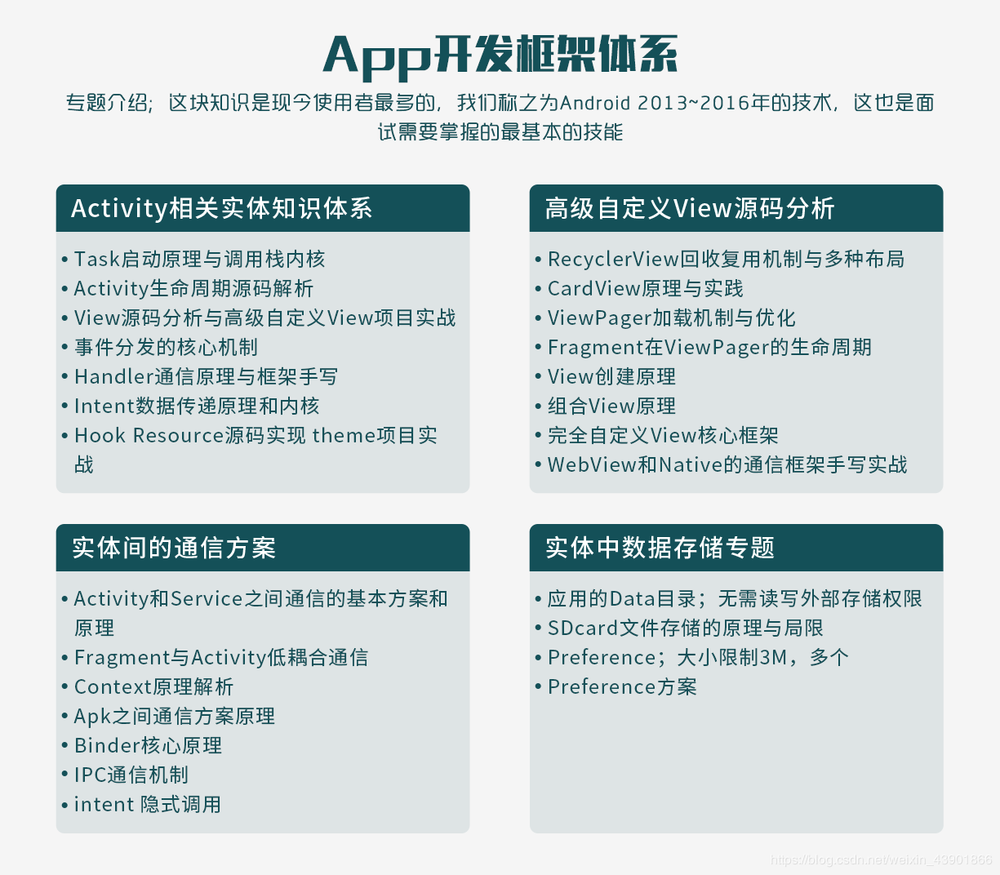 App开发框架体系
专题介绍；这块知识是现今使用者最多的，我们称之为Android 2013~2016年的技术，这也是面
试需要掌握的最基本的技能
Activity相关实体知识体系
• Task启动原理与调用栈内核
• Activity生命周期源码解析
• View源码分析与高级自定义View项目实战
• 事件分发的核心机制
• Handler通信原理与框架手写
• Intent数据传递原理和内核
• Hook Resource源码实现 theme项目实
战
高级自定义View源码分析
• RecyclerView回收复用机制与多种布局
• CardView原理与实践
• ViewPager加载机制与优化
• Fragment在ViewPager的生命周期
• View创建原理
• 组合View原理
• 完全自定义View核心框架
• WebView和Native的通信框架手写实战
实体间的通信方案
• Activity和Service之间通信的基本方案和
原理
• Fragment与Activity低耦合通信
• Context原理解析
• Apk之间通信方案原理
• Binder核心原理
• IPC通信机制
• intent 隐式调用
实体中数据存储专题
• 应用的Data目录；无需读写外部存储权限
• SDcard文件存储的原理与局限
• Preference；大小限制3M，多个
• Preference方案
https://blog.csdn.net/weixin_43901866